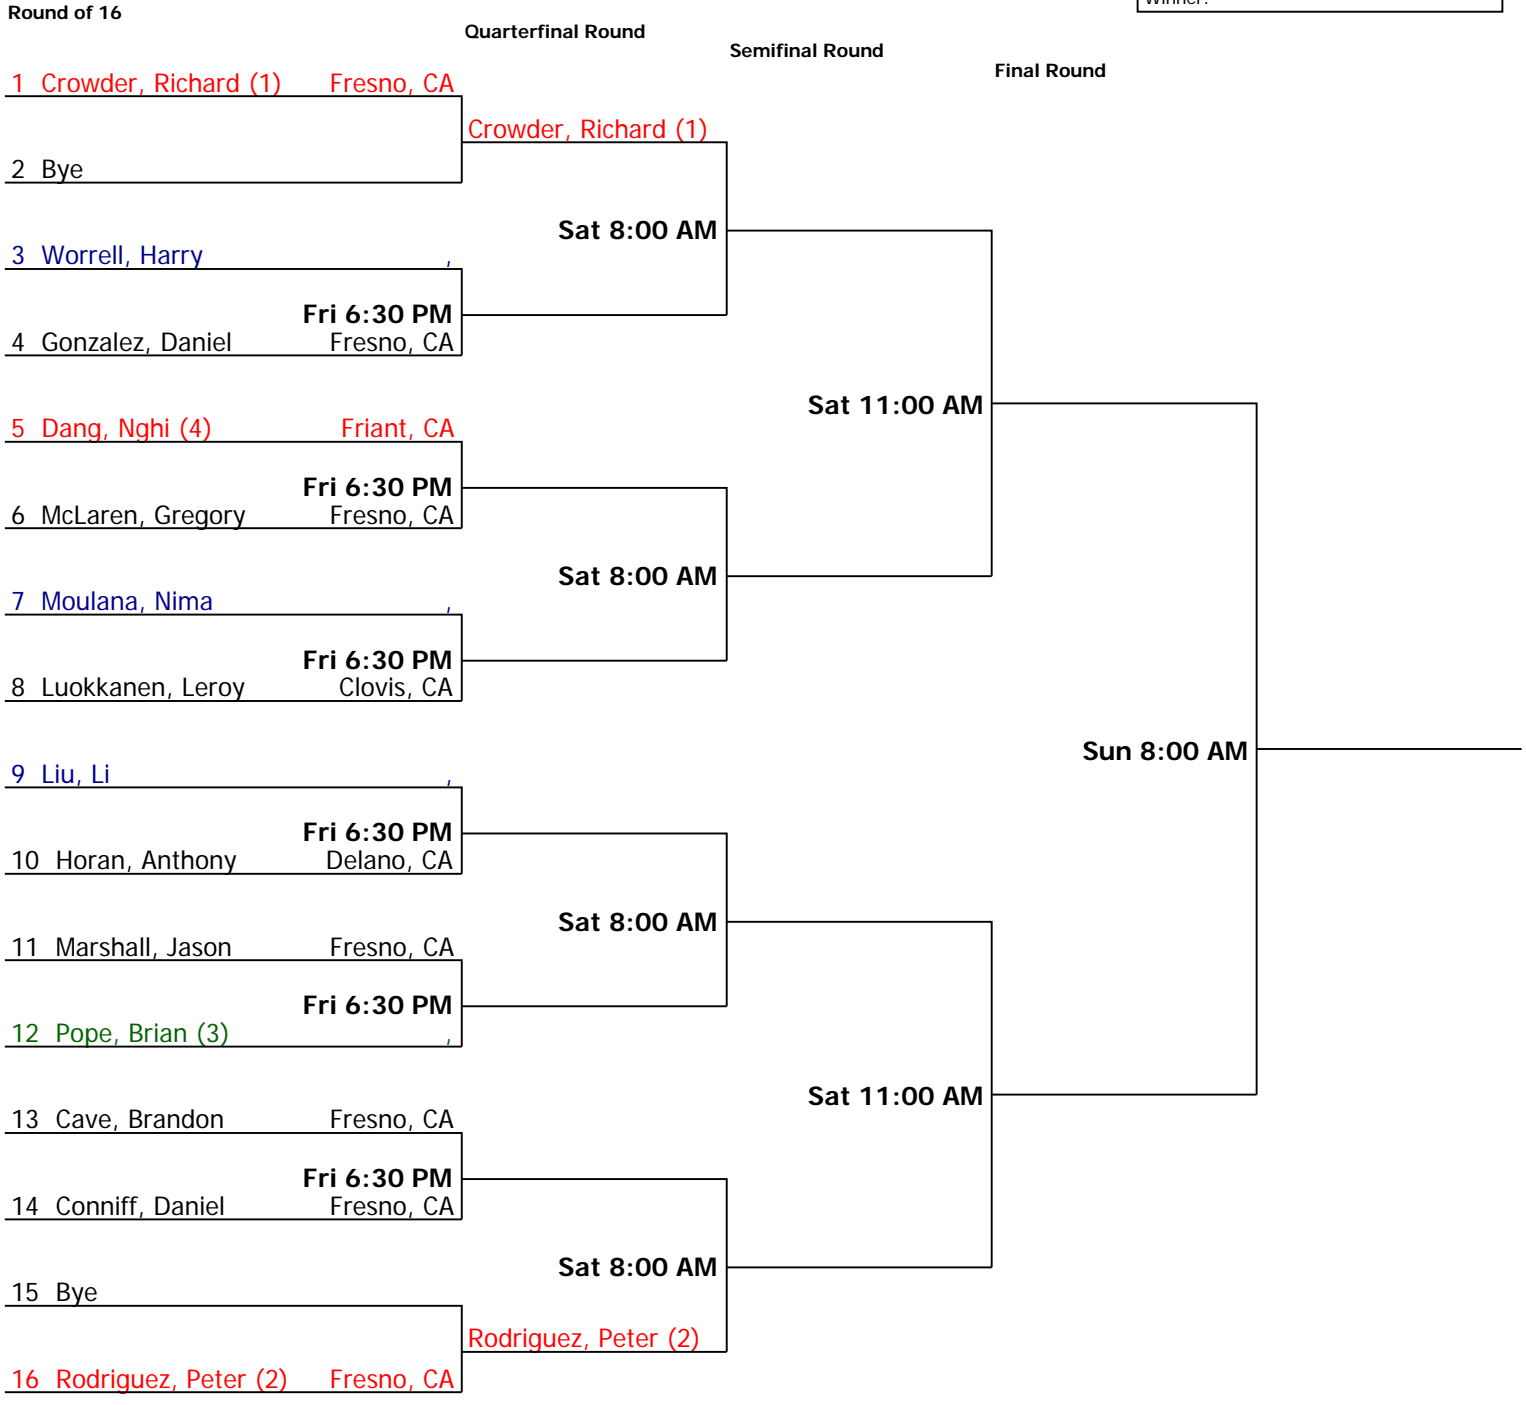 Winner:
Round of 16
Quarterfinal Round
Semifinal Round
Final Round
1 Crowder, Richard (1) Fresno, CA
Crowder, Richard (1)
2 Bye
Sat 8:00 AM
3 Worrell, Harry ,
Fri 6:30 PM
4 Gonzalez, Daniel Fresno, CA
Sat 11:00 AM
5 Dang, Nghi (4) Friant, CA
Fri 6:30 PM
6 McLaren, Gregory Fresno, CA
Sat 8:00 AM
7 Moulana, Nima ,
Fri 6:30 PM
8 Luokkanen, Leroy Clovis, CA
Sun 8:00 AM
9 Liu, Li ,
Fri 6:30 PM
10 Horan, Anthony Delano, CA
Sat 8:00 AM
11 Marshall, Jason Fresno, CA
Fri 6:30 PM
12 Pope, Brian (3) ,
Sat 11:00 AM
13 Cave, Brandon Fresno, CA
Fri 6:30 PM
14 Conniff, Daniel Fresno, CA
Sat 8:00 AM
15 Bye
Rodriguez, Peter (2)
16 Rodriguez, Peter (2) Fresno, CA